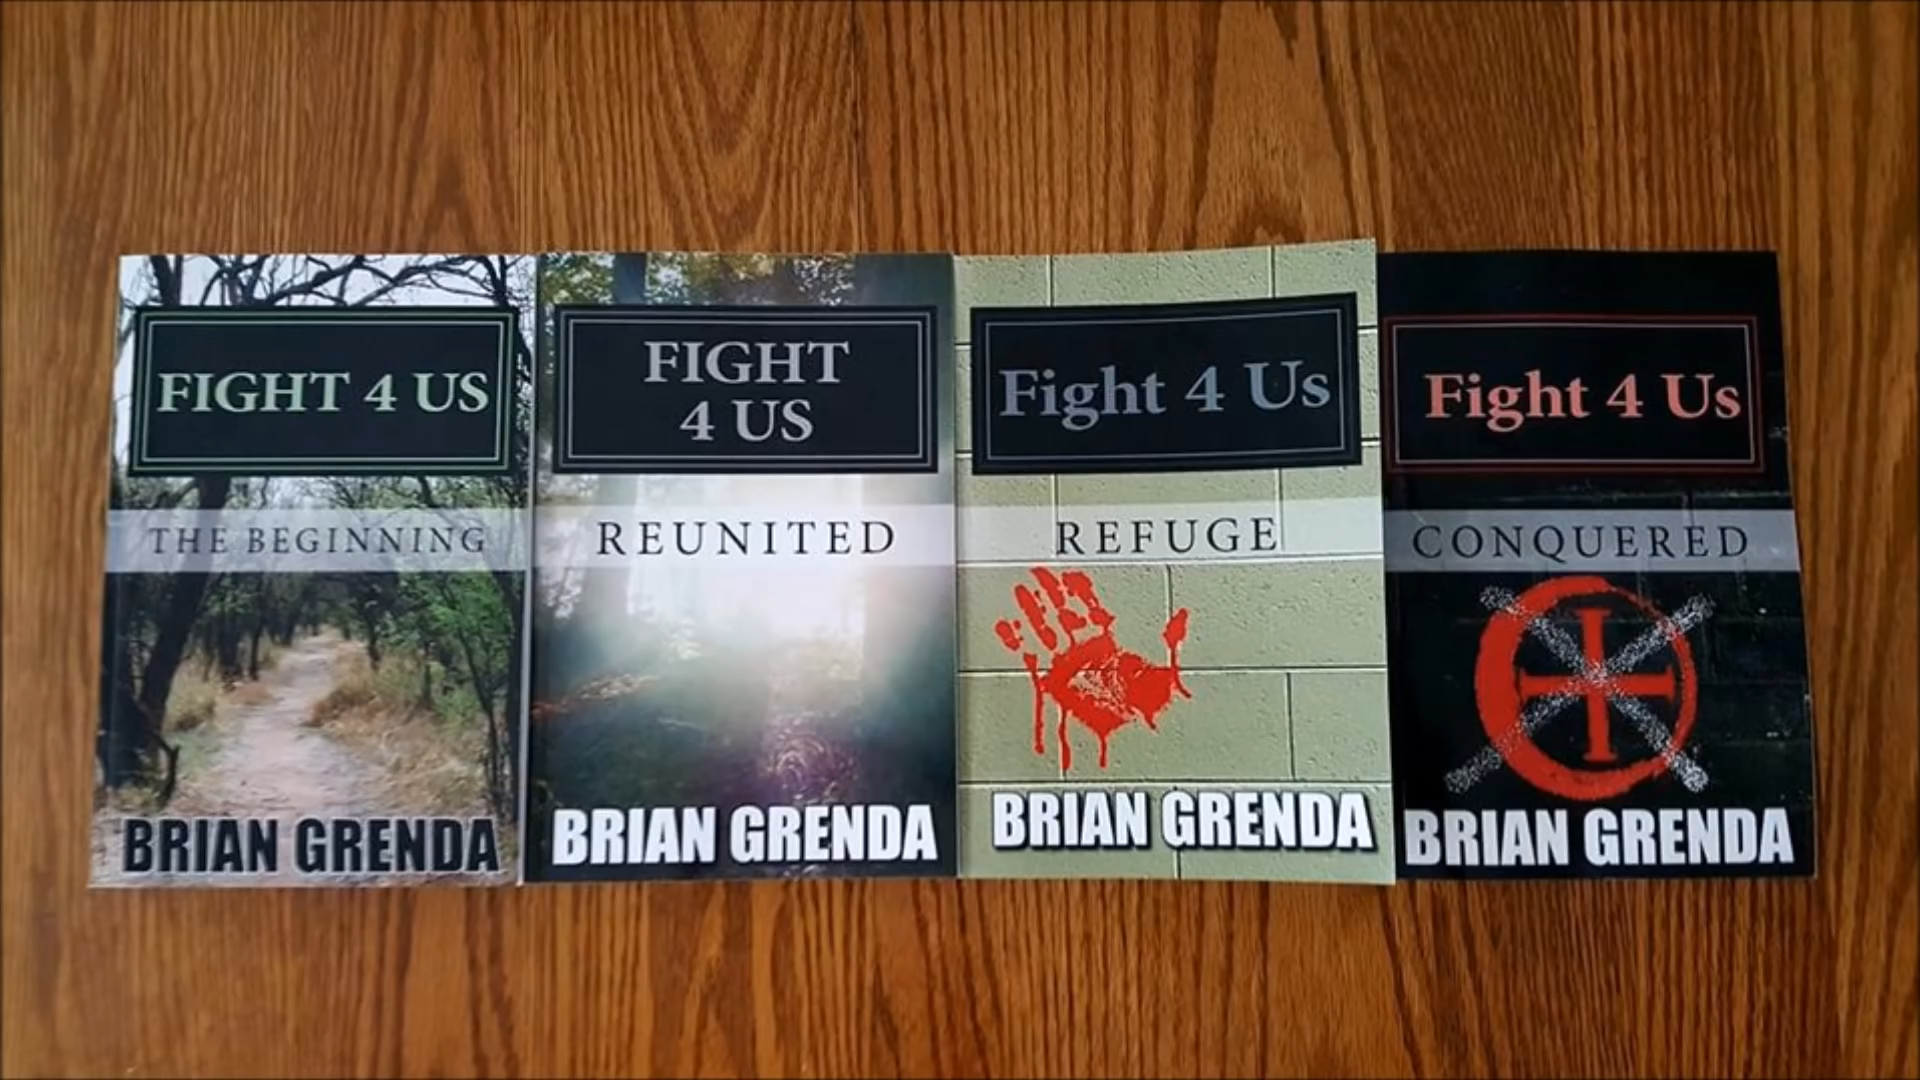 FIGHT 4 US
THE BEGINNING
BRIAN GRENDA
FIGHT
4 US
REUNITED
BRIAN GRENDA
Fight 4 Us
REFUGE
BRIAN GRENDA
Fight 4 Us
CONQUERED
BRIAN GRENDA